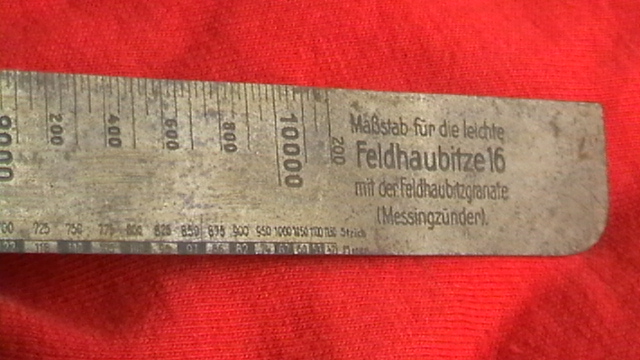 Maßstab für die leichte
Feldhaubitze 16
mit der Feldhaubitzgranate
(Messingzünder).
200 400 600 800 10000 200
725 750 775 800 825 850 875 900 950 1000 1050 1100 1130 Strich